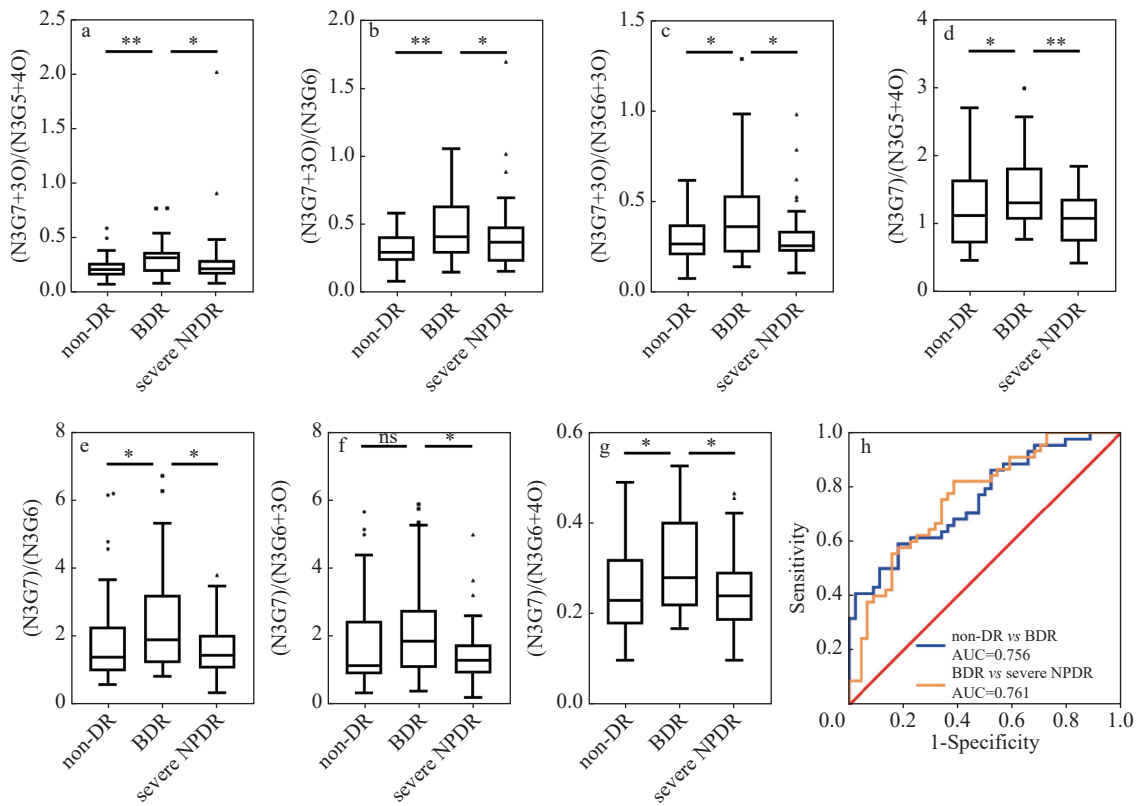 a
** *
(N3G7+3O)/(N3G5+4O)
2.5
2.0
1.5
1.0
0.5
0.0
non-DR
BDR
severe NPDR
b
** *
(N3G7+3O)/(N3G6)
2.0
1.5
1.0
0.5
0.0
non-DR
BDR
severe NPDR
c
* *
(N3G7+3O)/(N3G6+3O)
1.5
1.0
0.5
0.0
non-DR
BDR
severe NPDR
d
* **
(N3G7)/(N3G5+4O)
4
3
2
1
0
non-DR
BDR
severe NPDR
e
* *
(N3G7)/(N3G6)
8
6
4
2
0
non-DR
BDR
severe NPDR
f
ns *
(N3G7)/(N3G6+3O)
8
6
4
2
0
non-DR
BDR
severe NPDR
g
* *
(N3G7)/(N3G6+4O)
0.6
0.4
0.2
0.0
non-DR
BDR
severe NPDR
h
Sensitivity
1.0
0.8
0.6
0.4
0.2
non-DR vs BDR
AUC=0.756
BDR vs severe NPDR
AUC=0.761
0.0 0.2 0.4 0.6 0.8 1.0
1-Specificity